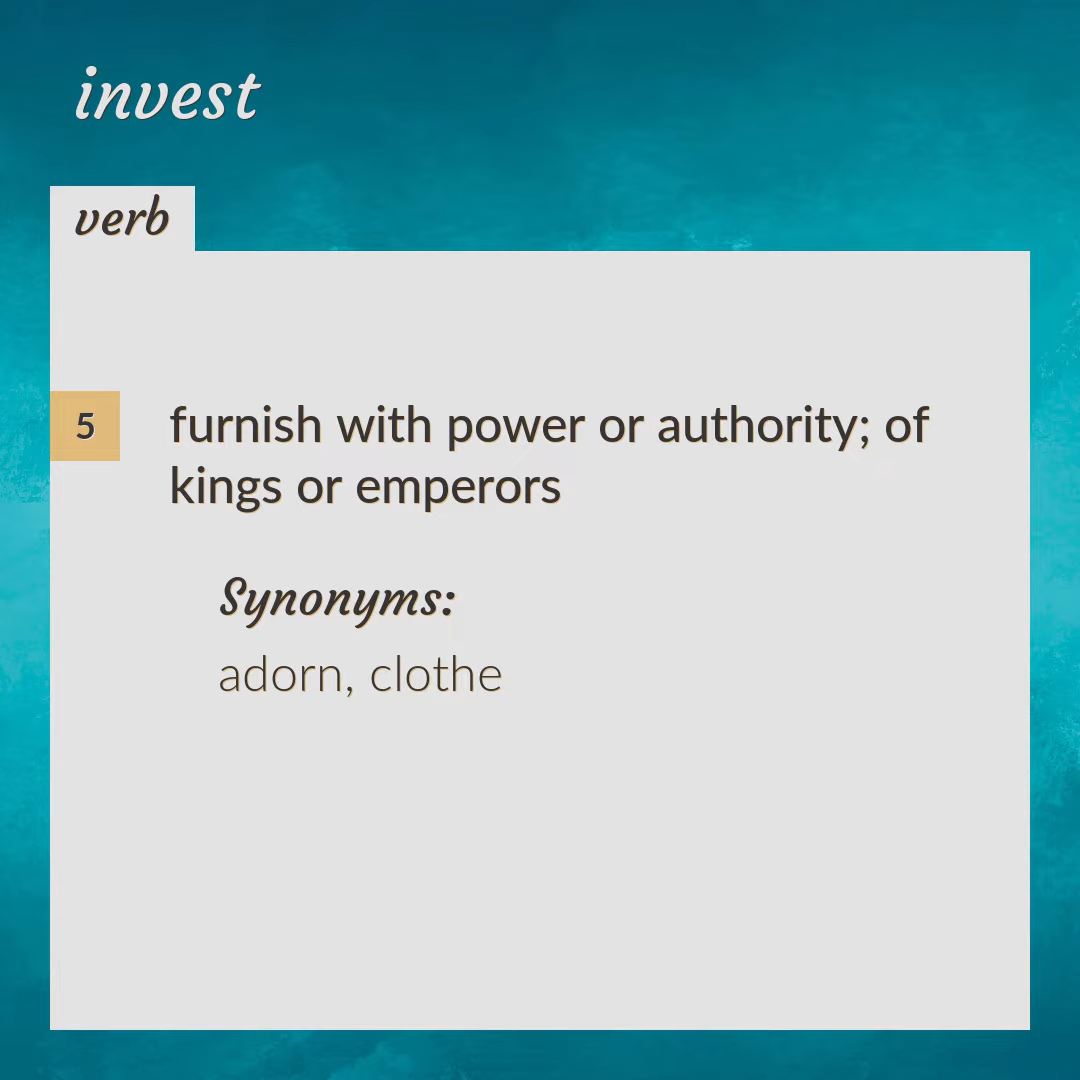 invest
verb
5
furnish with power or authority; of
kings or emperors
Synonyms:
adorn, clothe